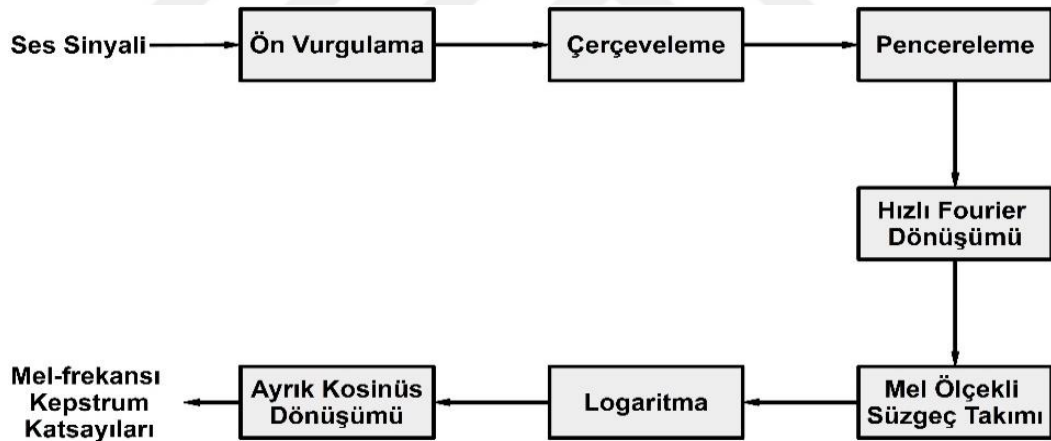 Ses Sinyali
Ön Vurgulama
Çerçeveleme
Pencereleme
Hızlı Fourier
Dönüşümü
Mel Ölçekli
Süzgeç Takımı
Logaritma
Ayrık Kosinüs
Dönüşümü
Mel-frekansı
Kepstrum
Katsayıları